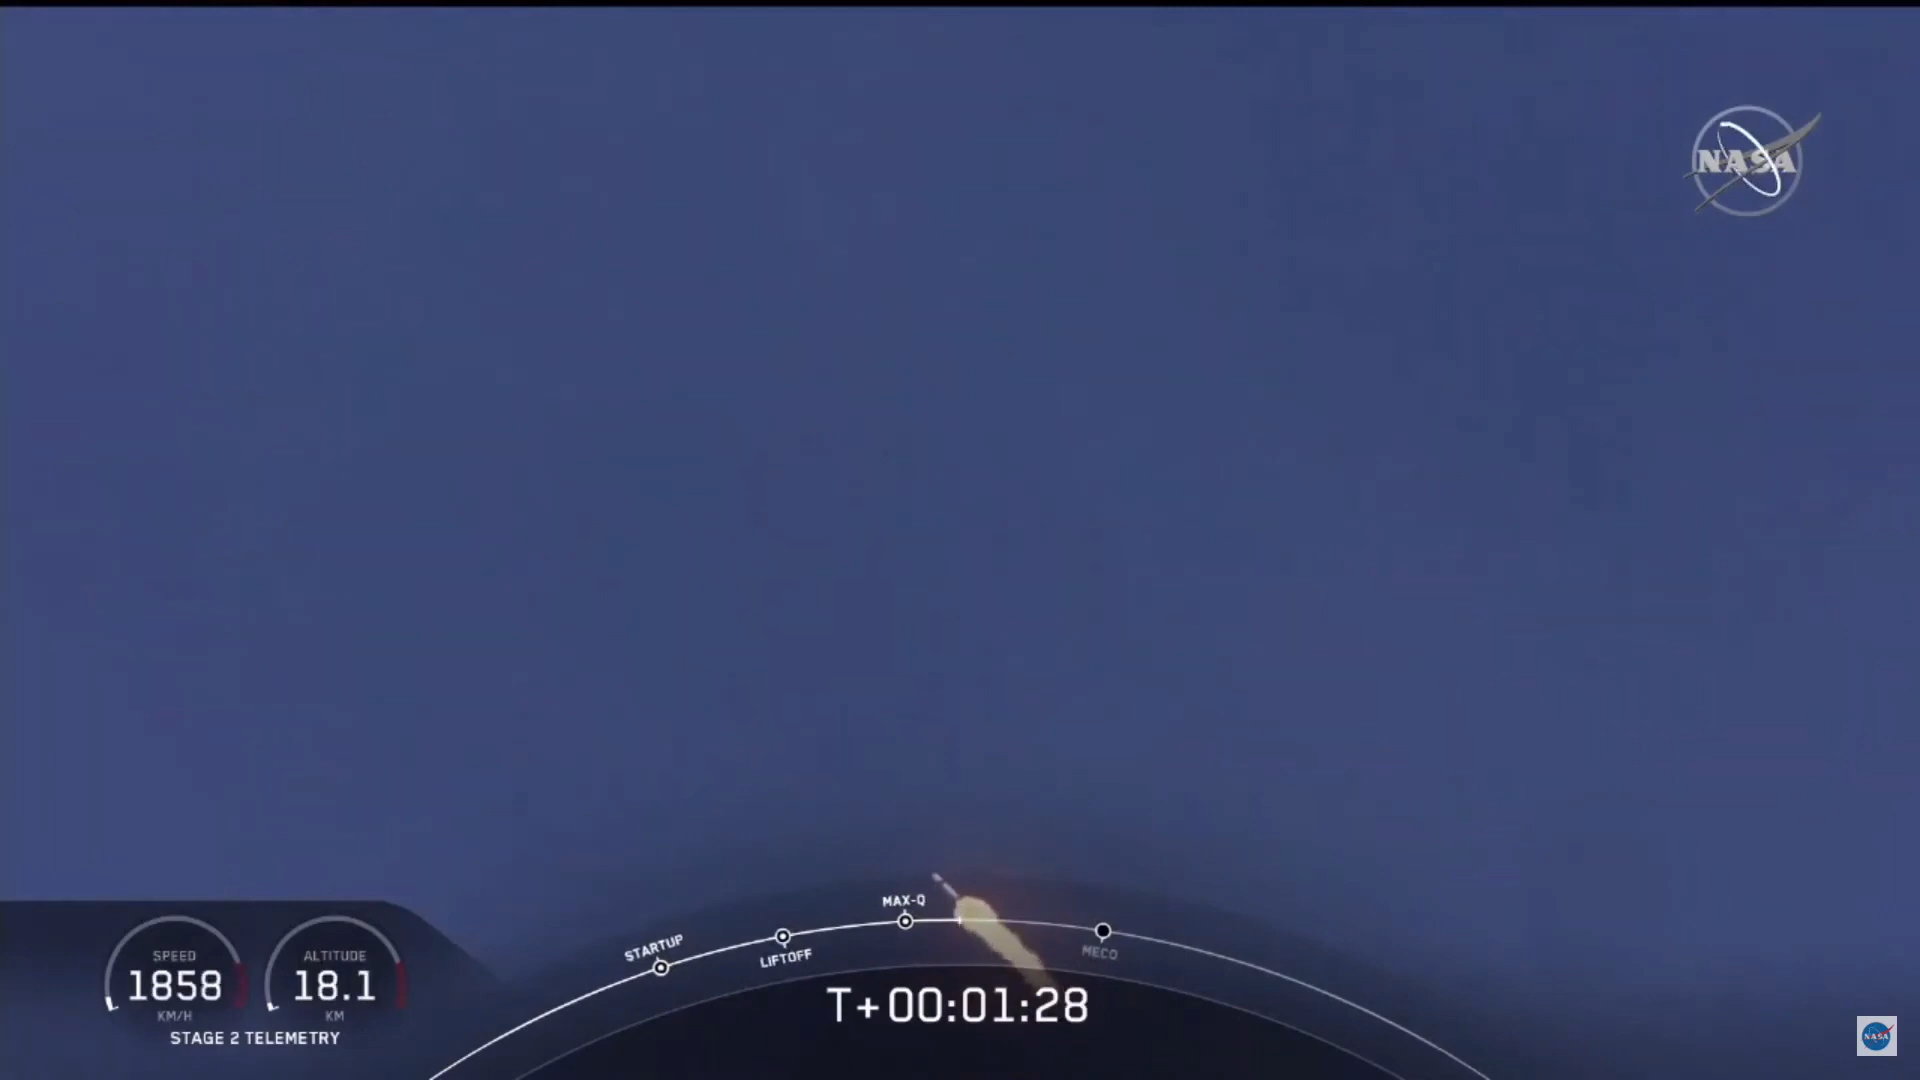 NASA
MAX-Q
STARTUP
LIFTOFF
MECO
SPEED
1858
KM/H
ALTITUDE
18.1
KM
STAGE 2 TELEMETRY
T+00:01:28
NASA